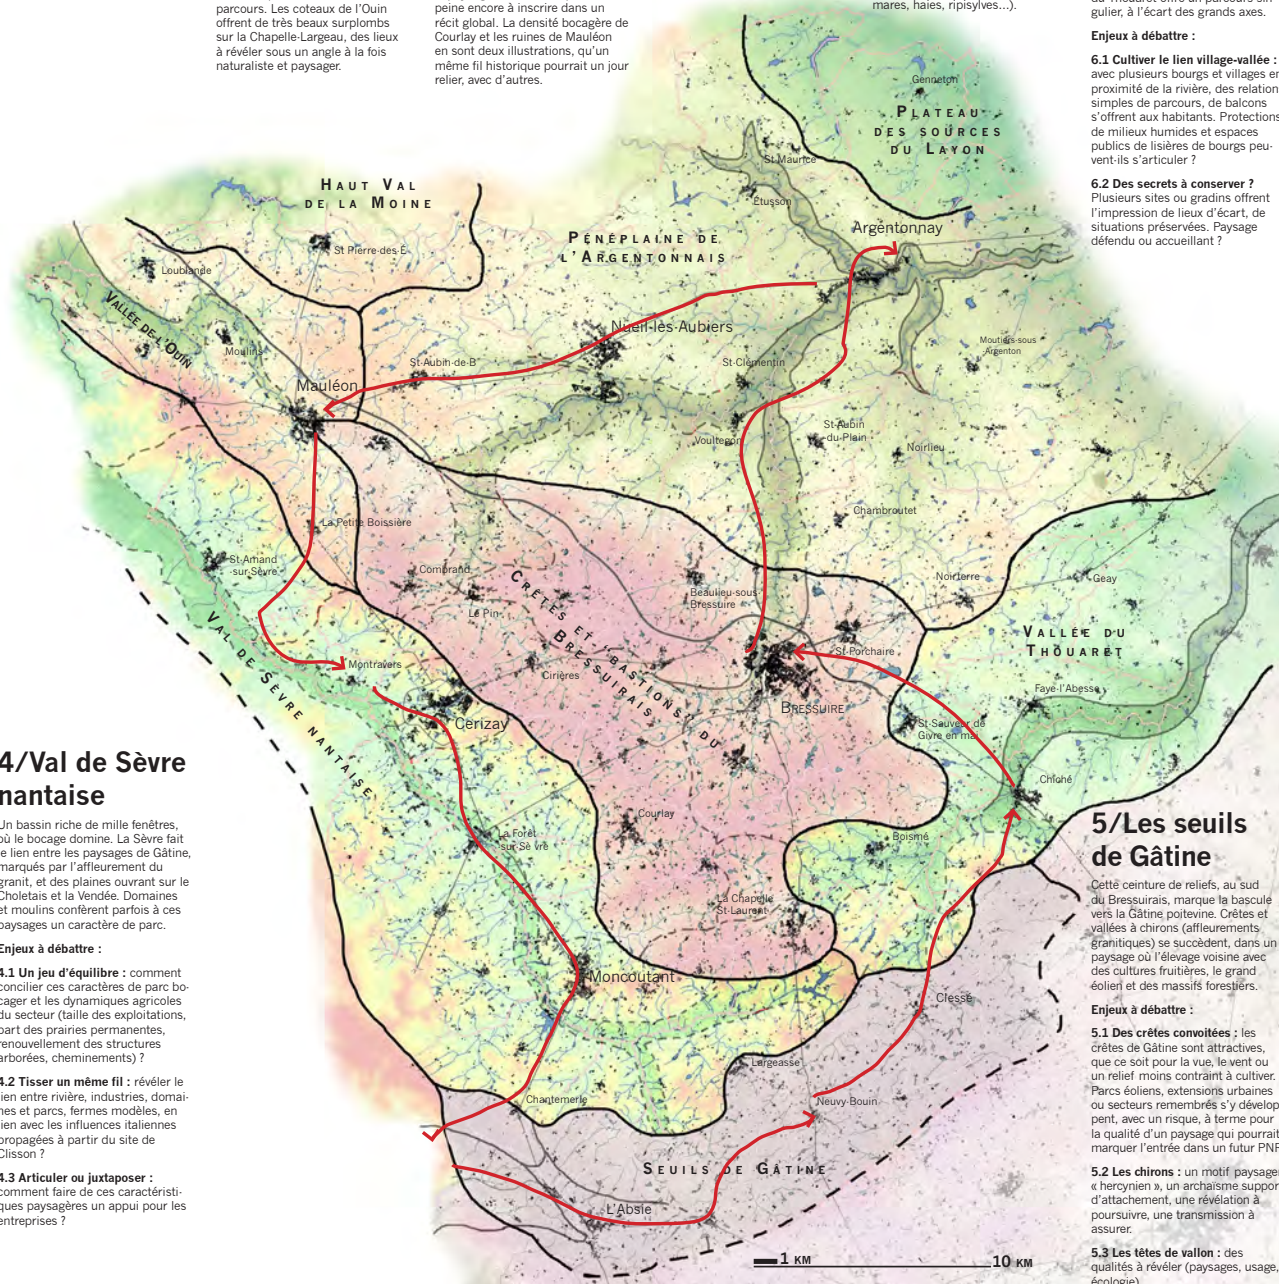 parcours. Les coteaux de l'Ouin
offrent de très beaux surplombs
sur la Chapelle-Largeau, des lieux
à révéler sous un angle à la fois
naturaliste et paysager.
peine encore à inscrire dans un
récit global. La densité bocagère de
Courlay et les ruines de Mauléon
en sont deux illustrations, qu'un
même fil historique pourrait un jour
relier, avec d'autres.
mares, haies, ripisylves...).
gulier, à l'écart des grands axes.
Enjeux à débattre :
6.1 Cultiver le lien village-vallée :
avec plusieurs bourgs et villages en
proximité de la rivière, des relation
simples de parcours, de balcons
s'offrent aux habitants. Protections
de milieux humides et espaces
publics de lisières de bourgs peu-
vent-ils s'articuler ?
6.2 Des secrets à conserver ?
Plusieurs sites ou gradins offrent
l'impression de lieux d'écart, de
situations préservées. Paysage
défendu ou accueillant ?
Genneton
PLATEAU
DES SOURCES
DU LAYON
St-Maurice
Etusson
HAUT VAL
DE LA MOINE
St Pierre-des-E.
Loublande
PÉNÉPLAINE DE
L'ARGENTONNAIS
Argentonnay
VALLÉE DE L'OUIN
Moulins
Nueil-les-Aubiers
Moutiers-sous
-Argenton
St-Aubin-de-B
St-Clémentin
Mauléon
Voultegon
St-Aubin
du-Plain
Noirlieu
La Petite Boissière
Chambroutet
St-Amand
-sur-Sèvre
Combrand
Le Pin
CRÊTES ET "BASTIONS" DU
BRESSUIRAIS
Beaulieu-sous-
Bressuire
Noirterre
Geay
VAL DE SÈVRE NANTAISE
VALLÉE DU
THOUARET
Montravers
Cirières
St-Porchaire
Faye-l'Abesse
Cerizay
BRESSUIRE
St-Sauveur de
Givre en mai
Chiché
4/Val de Sèvre
nantaise
Un bassin riche de mille fenêtres,
où le bocage domine. La Sèvre fait
le lien entre les paysages de Gâtine,
marqués par l'affleurement du
granit, et des plaines ouvrant sur le
Choletais et la Vendée. Domaines
et moulins confèrent parfois à ces
paysages un caractère de parc.
Enjeux à débattre :
4.1 Un jeu d'équilibre : comment
concilier ces caractères de parc bo-
cager et les dynamiques agricoles
du secteur (taille des exploitations,
part des prairies permanentes,
renouvellement des structures
arborées, cheminements) ?
4.2 Tisser un même fil : révéler le
lien entre rivière, industries, domai-
nes et parcs, fermes modèles, en
lien avec les influences italiennes
propagées à partir du site de
Clisson ?
4.3 Articuler ou juxtaposer :
comment faire de ces caractéristi-
ques paysagères un appui pour les
entreprises ?
La Forêt
-sur-Sèvre
Courlay
Boismé
La Chapelle
St-Laurent
Moncoutant
Clessé
Largeasse
Chantemerle
Neuvy-Bouin
SEUILS DE GÂTINE
L'Absie
1 KM
10 KM
5/Les seuils
de Gâtine
Cette ceinture de reliefs, au sud
du Bressuirais, marque la bascule
vers la Gâtine poitevine. Crêtes et
vallées à chirons (affleurements
granitiques) se succèdent, dans un
paysage où l'élevage voisine avec
des cultures fruitières, le grand
éolien et des massifs forestiers.
Enjeux à débattre :
5.1 Des crêtes convoitées : les
crêtes de Gâtine sont attractives,
que ce soit pour la vue, le vent ou
un relief moins contraint à cultiver.
Parcs éoliens, extensions urbaines
ou secteurs remembrés s'y dévelop
pent, avec un risque, à terme pour
la qualité d'un paysage qui pourrait
marquer l'entrée dans un futur PNR
5.2 Les chirons : un motif paysager
« hercynien », un archaïsme support
d'attachement, une révélation à
poursuivre, une transmission à
assurer.
5.3 Les têtes de vallon : des
qualités à révéler (paysages, usage,
écologie)